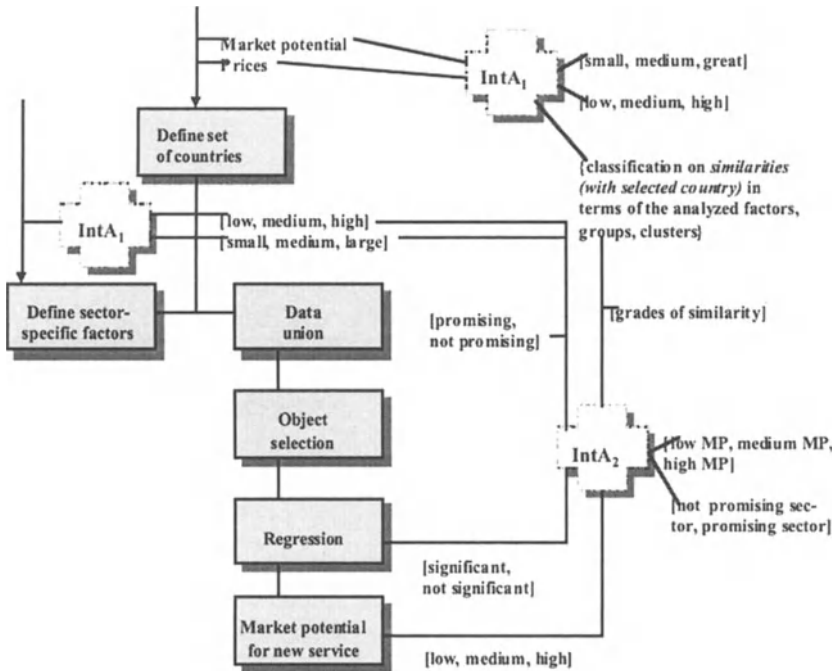 Market potential
Prices
IntA1
[small, medium, great]
[low, medium, high]
{classification on similarities
(with selected country) in
terms of the analyzed factors,
groups, clusters}
Define set
of countries
IntA1
[low, medium, high]
[small, medium, large]
Define sector-
specific factors
Data
union
[promising,
not promising]
[grades of similarity]
Object
selection
IntA2
[low MP, medium MP,
high MP]
[not promising sec-
tor, promising sector]
Regression
[significant,
not significant]
Market potential
for new service
[low, medium, high]